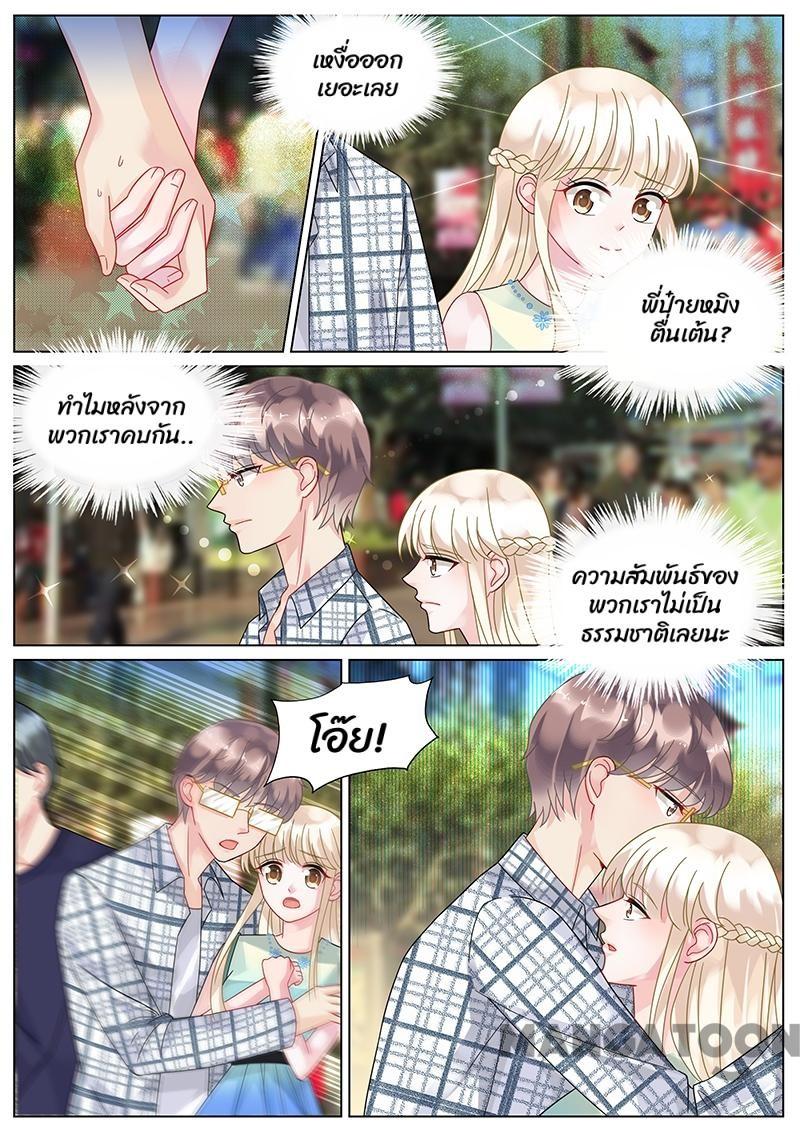 เหงื่อออก
เยอะเลย
พี่ป๋ายหมิง
ตื่นเต้น?
ทำไมหลังจาก
พวกเราคบกัน..
ความสัมพันธ์ของ
พวกเราไม่เป็น
ธรรมชาติเลยนะ
โอ๊ย!
MANGATOON